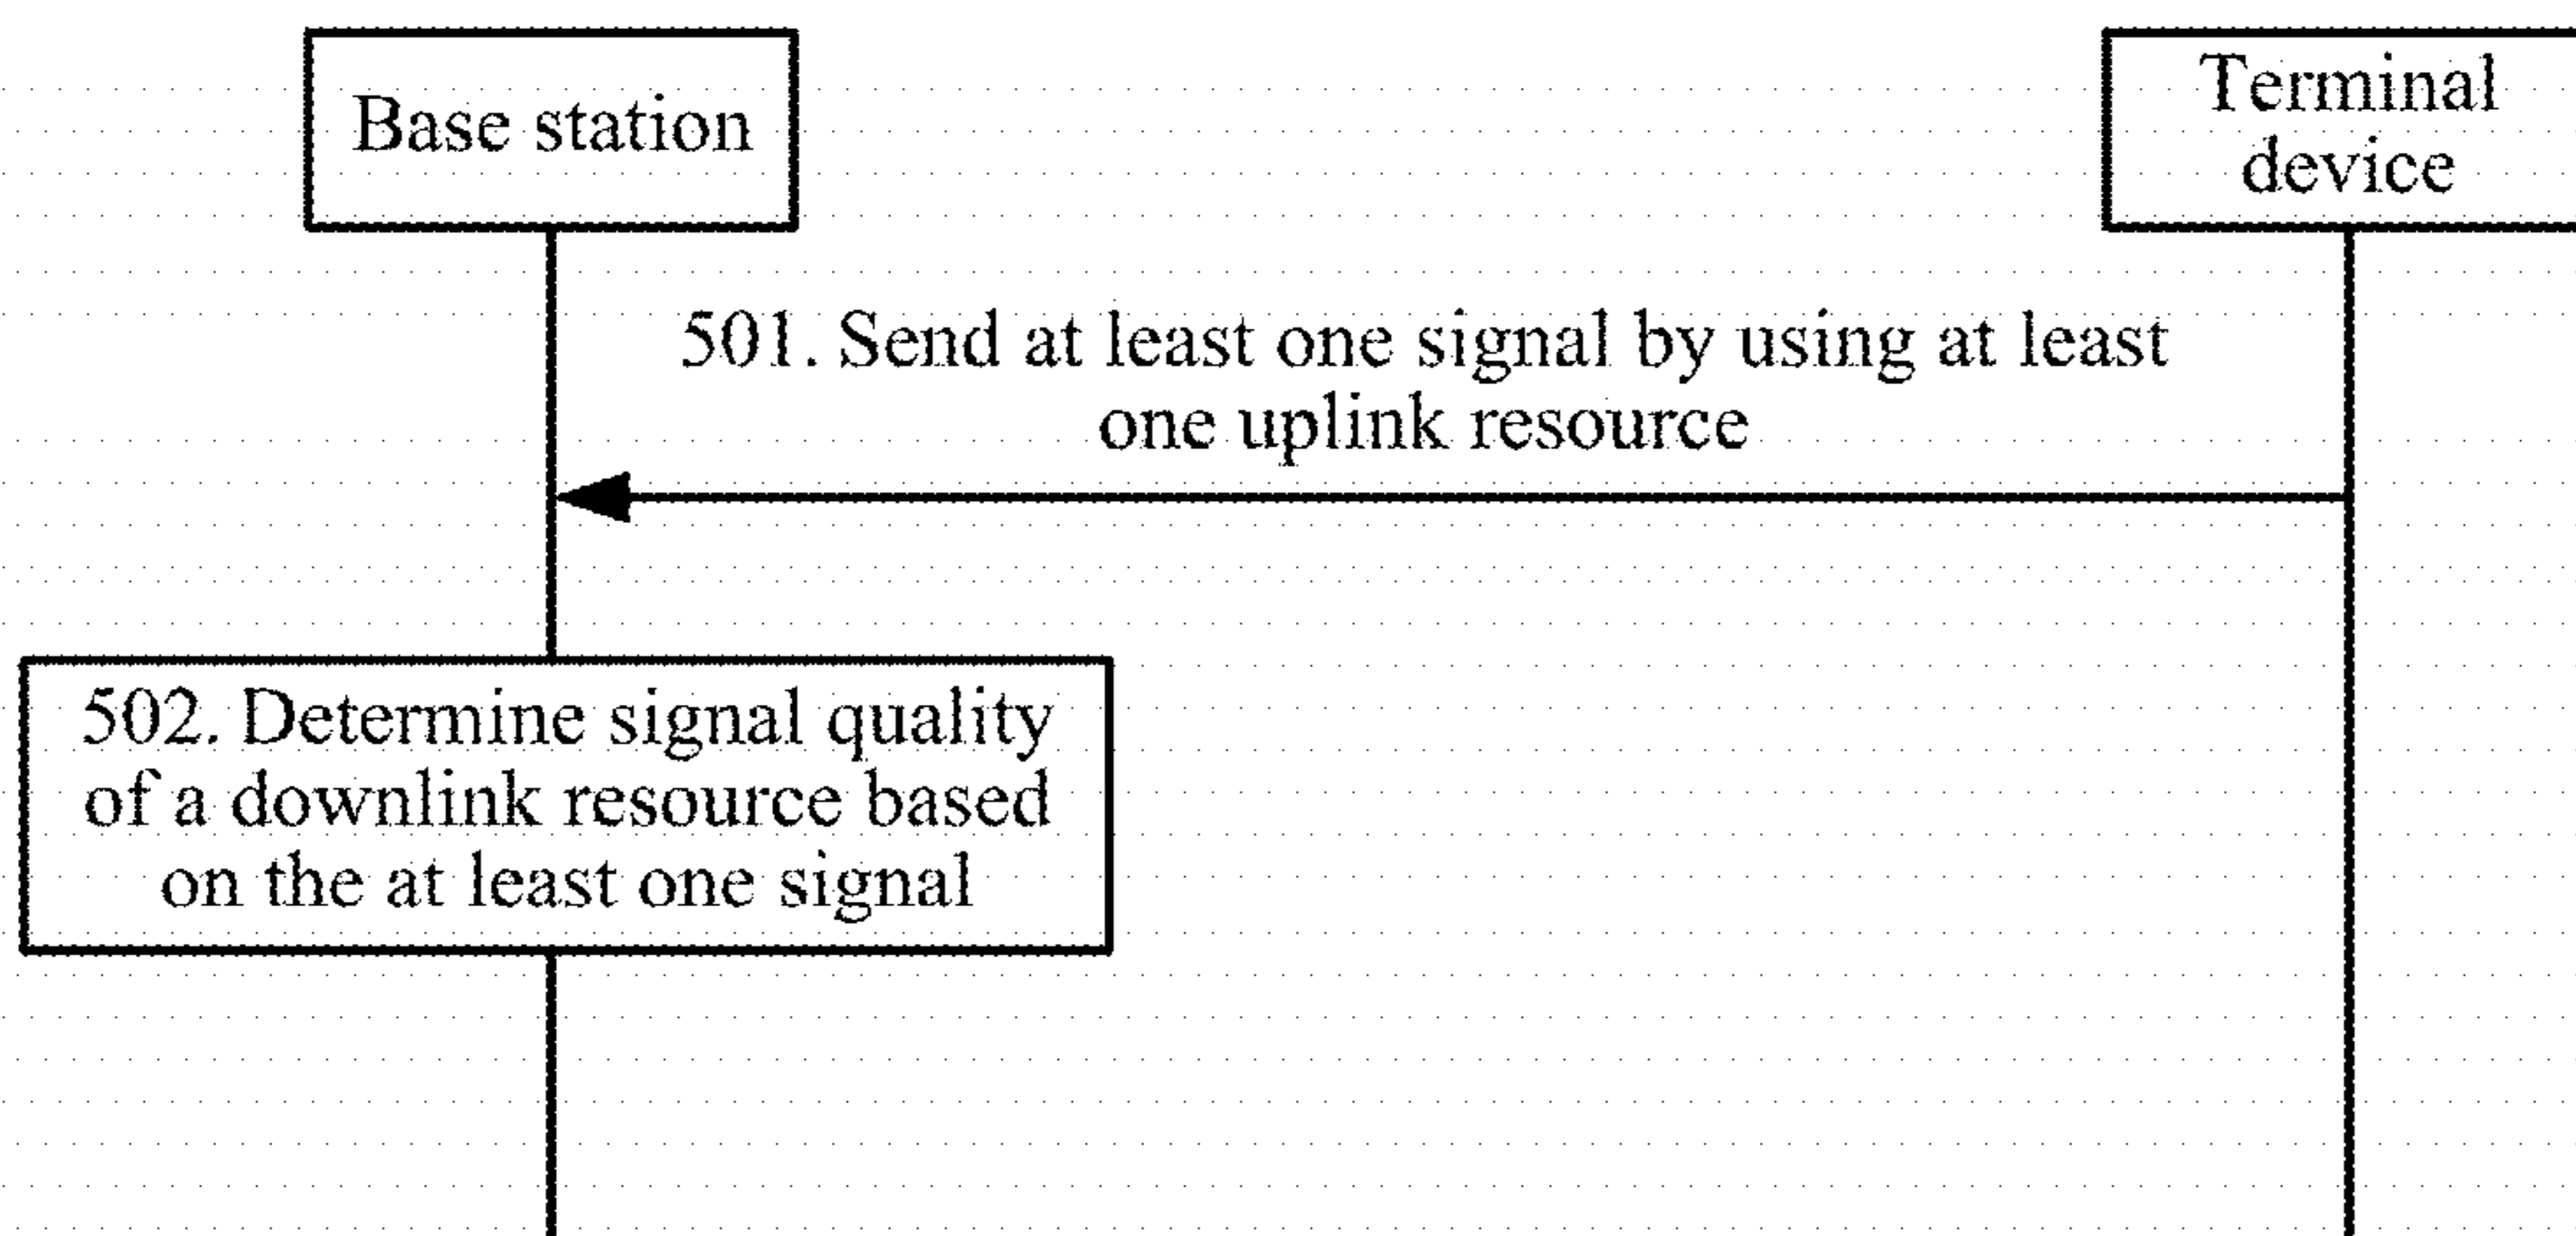 Base station
Terminal
device
501. Send at least one signal by using at least
one uplink resource
502. Determine signal quality
of a downlink resource based
on the at least one signal